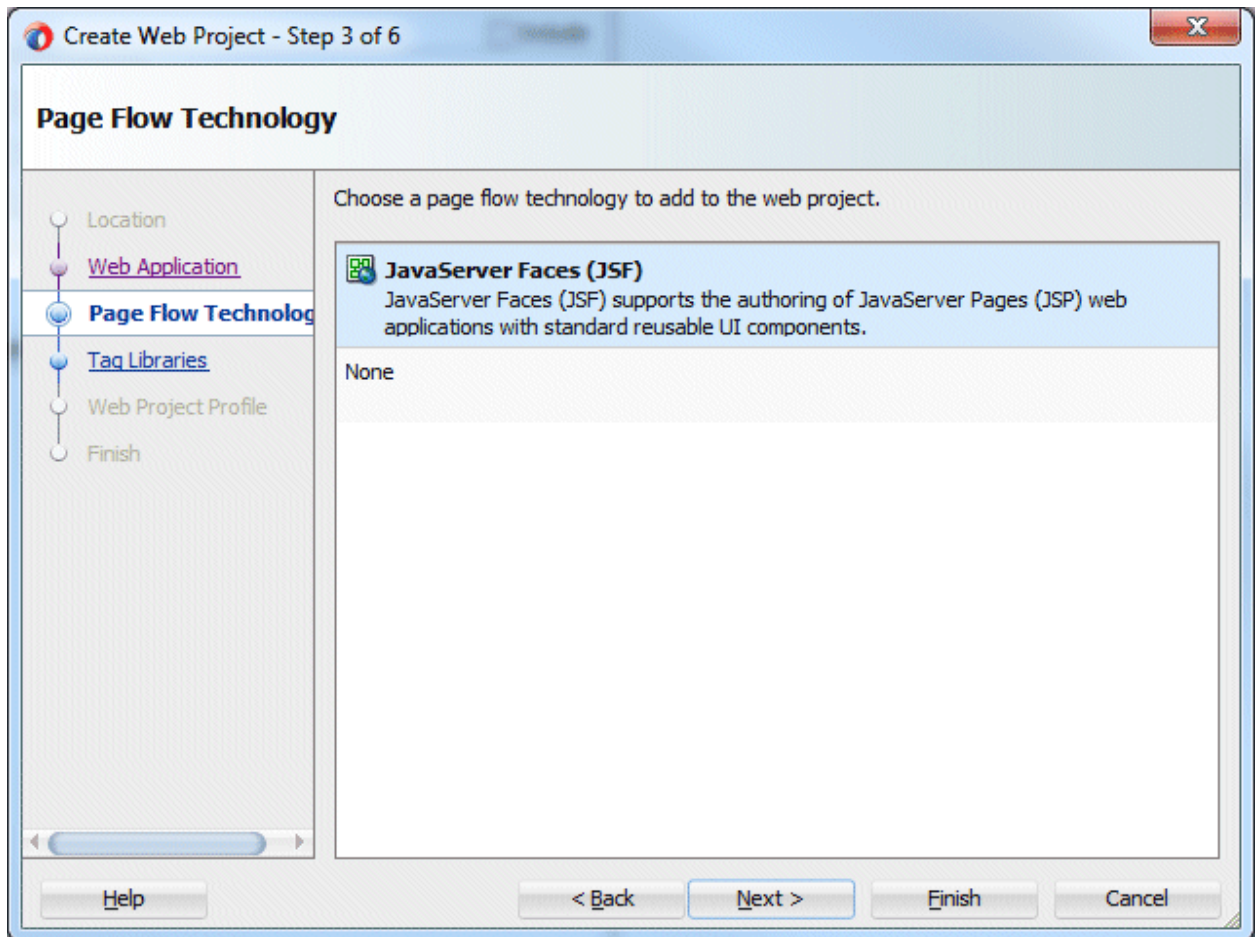 Create Web Project - Step 3 of 6
Page Flow Technology
Location
Web Application
Page Flow Technolog
Tag Libraries
Web Project Profile
Finish
Choose a page flow technology to add to the web project.
JavaServer Faces (JSF)
JavaServer Faces (JSF) supports the authoring of JavaServer Pages (JSP) web
applications with standard reusable UI components.
None
Help
< Back
Next >
Finish
Cancel